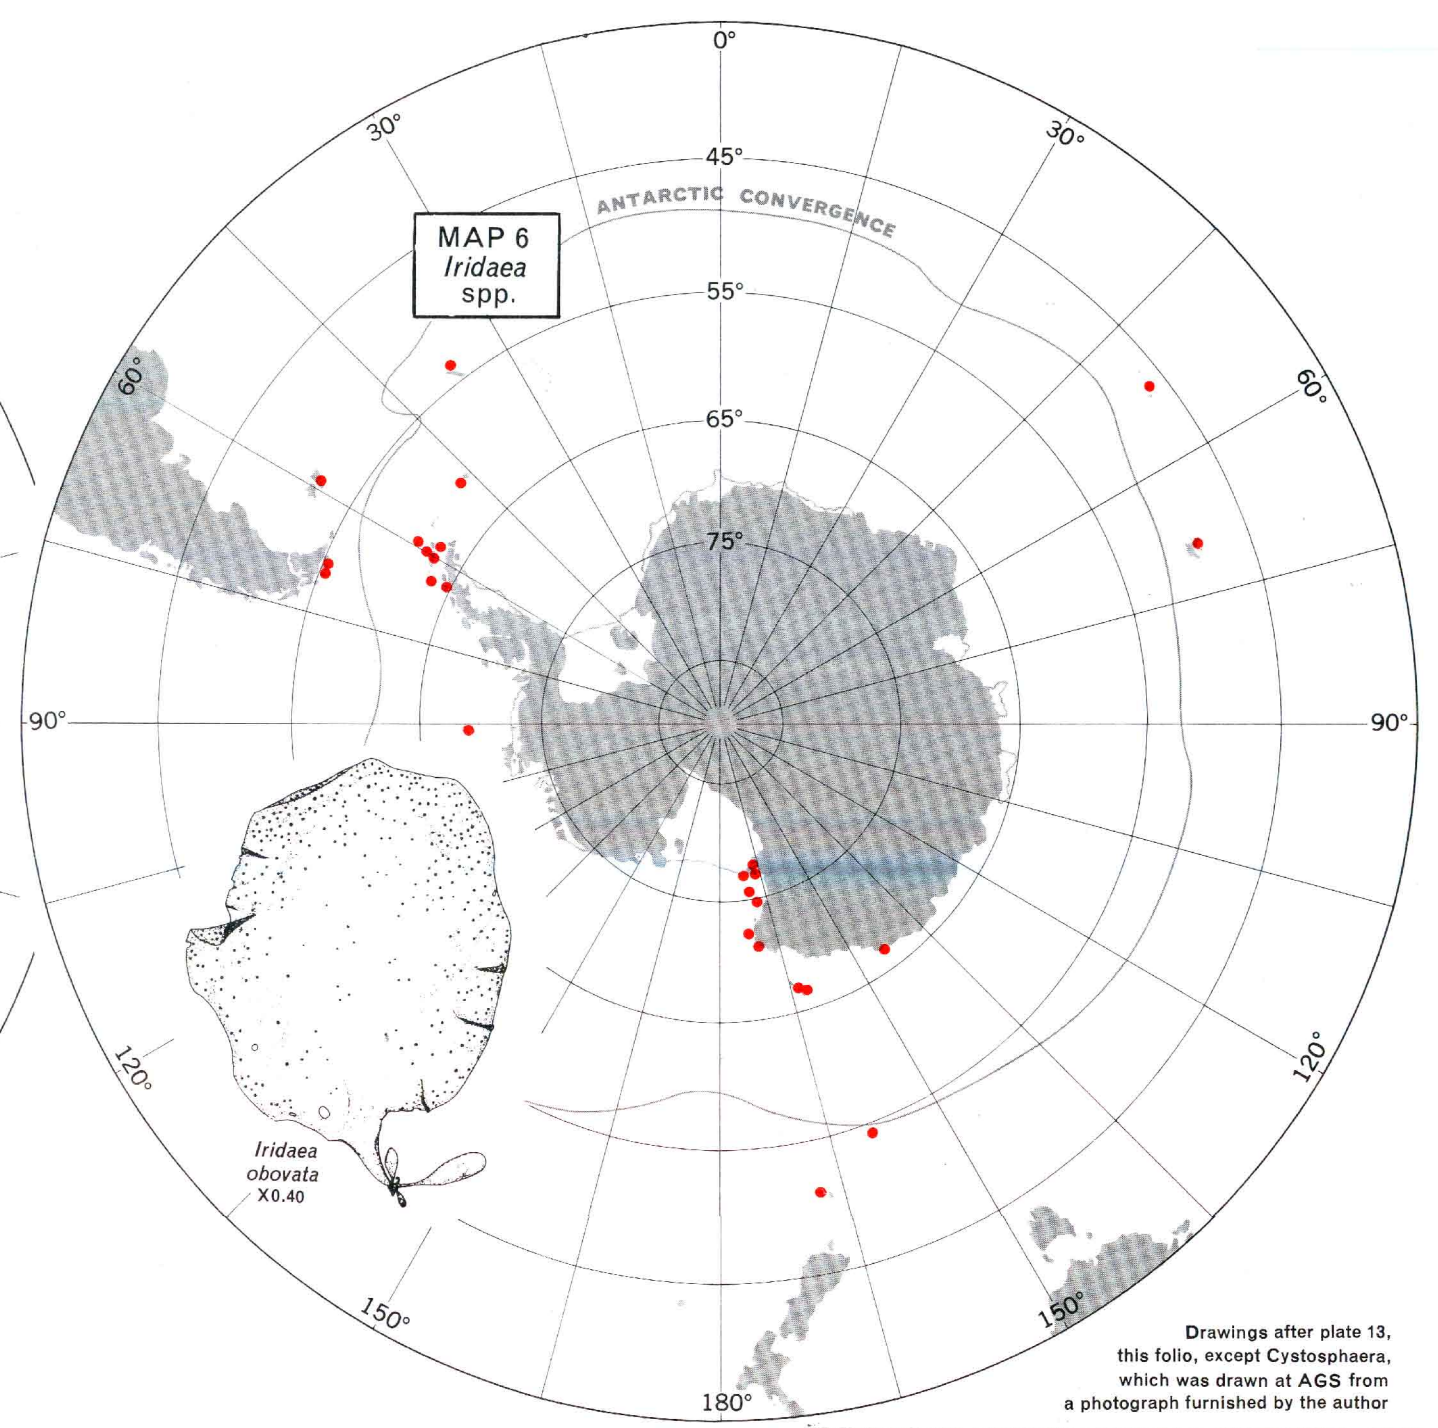 0°
30°
30°
45°
ANTARCTIC CONVERGENCE
MAP 6
Iridaea
spp.
55°
60°
60°
65°
75°
90°
90°
120°
120°
Iridaea
obovata
X0.40
150°
150°
Drawings after plate 13,
this folio, except Cystosphaera,
which was drawn at AGS from
a photograph furnished by the author
180°